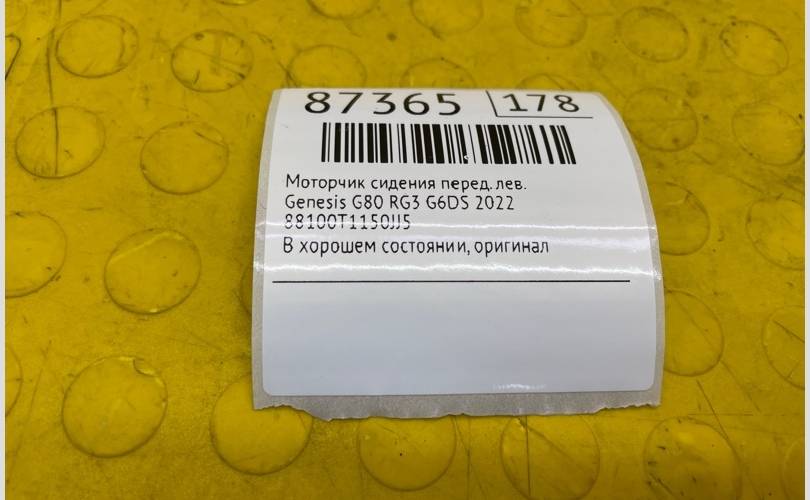 87365 178
Моторчик сидения перед. лев.
Genesis G80 RG3 G6DS 2022
88100T1150JJ5
В хорошем состоянии, оригинал